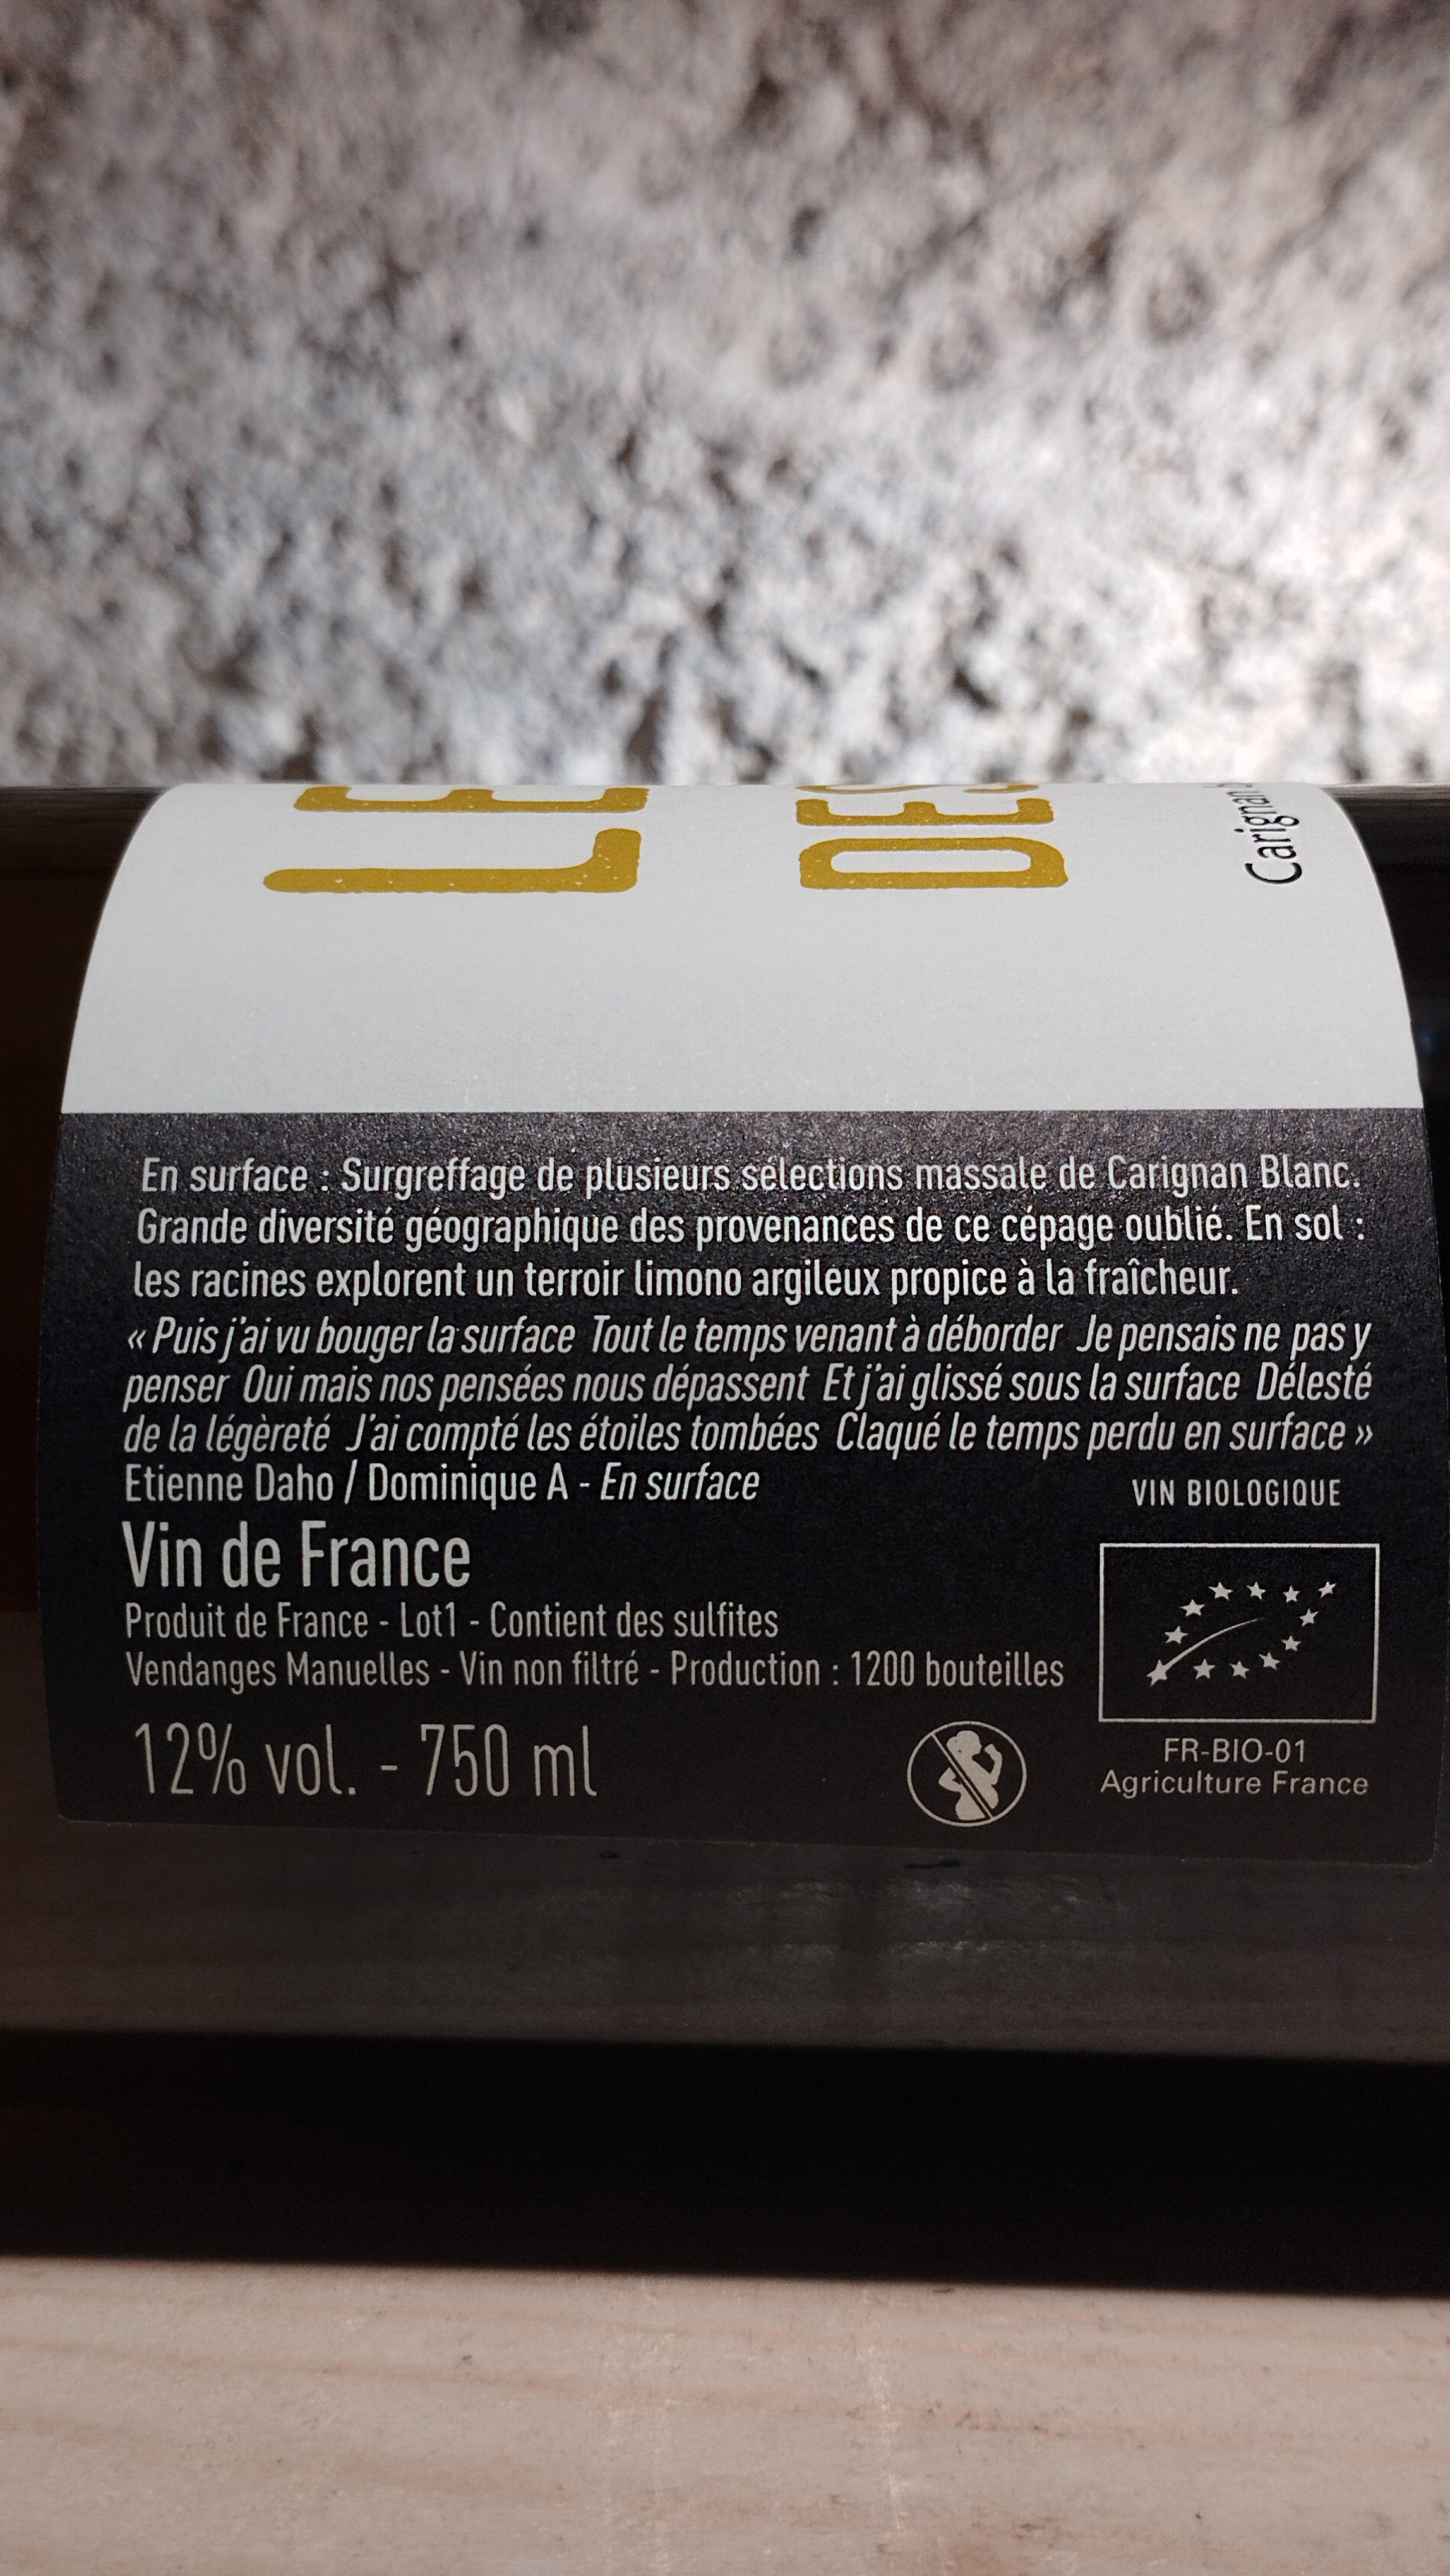 LE
DES
Carignan
En surface : Surgreffage de plusieurs sélections massale de Carignan Blanc.
Grande diversité géographique des provenances de ce cépage oublié. En sol :
les racines explorent un terroir limono argileux propice à la fraîcheur.
« Puis j'ai vu bouger la surface Tout le temps venant à déborder Je pensais ne pas y
penser Oui mais nos pensées nous dépassent Et j'ai glissé sous la surface Délesté
de la légèreté J'ai compté les étoiles tombées Claqué le temps perdu en surface »
Etienne Daho / Dominique A - En surface
VIN BIOLOGIQUE
Vin de France
Produit de France - Lot1 - Contient des sulfites
Vendanges Manuelles - Vin non filtré - Production : 1200 bouteilles
12% vol. - 750 ml
FR-BIO-01
Agriculture France